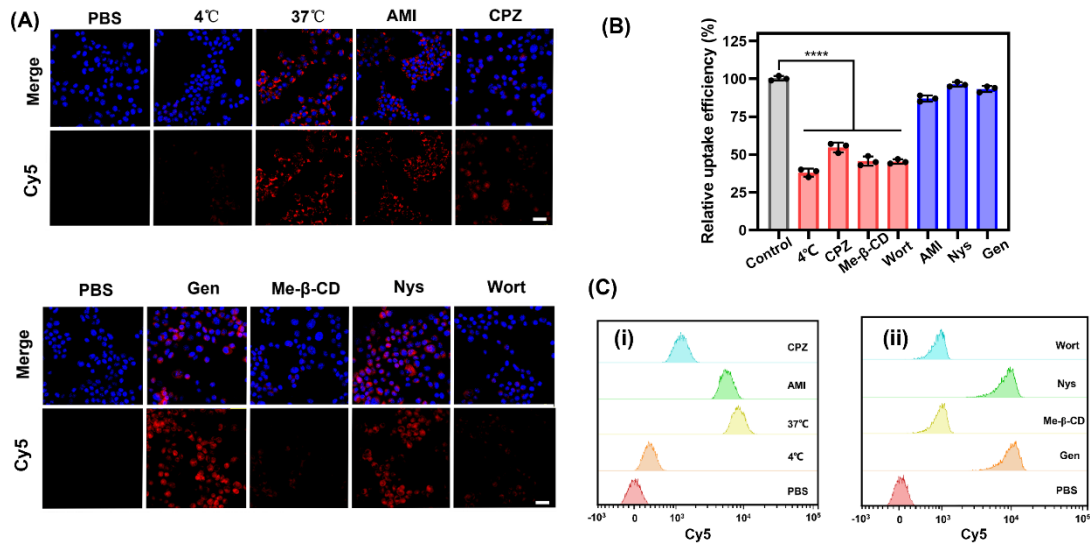 (A)
PBS 4℃ 37℃ AMI CPZ
Merge
Cy5
PBS Gen Me-β-CD Nys Wort
Merge
Cy5
(B)
Relative uptake efficiency (%)
125
100
75
50
25
0
****
Control 4℃ CPZ Me-β-CD Wort AMI Nys Gen
(C)
(i)
CPZ
AMI
37℃
4℃
PBS
-10³ 0 10³ 10⁴ 10⁵
Cy5
(ii)
Wort
Nys
Me-β-CD
Gen
PBS
-10³ 0 10³ 10⁴ 10⁵
Cy5